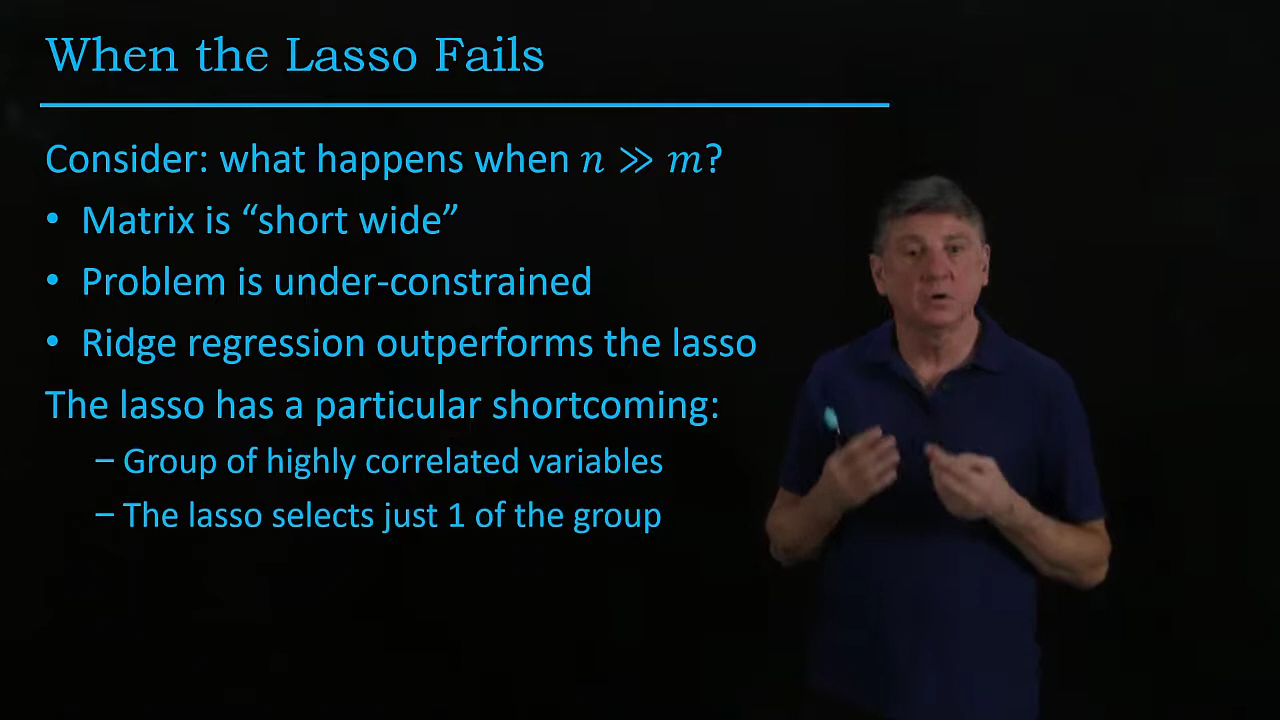 When the Lasso Fails
Consider: what happens when n ≫ m?
• Matrix is “short wide”
• Problem is under-constrained
• Ridge regression outperforms the lasso
The lasso has a particular shortcoming:
– Group of highly correlated variables
– The lasso selects just 1 of the group